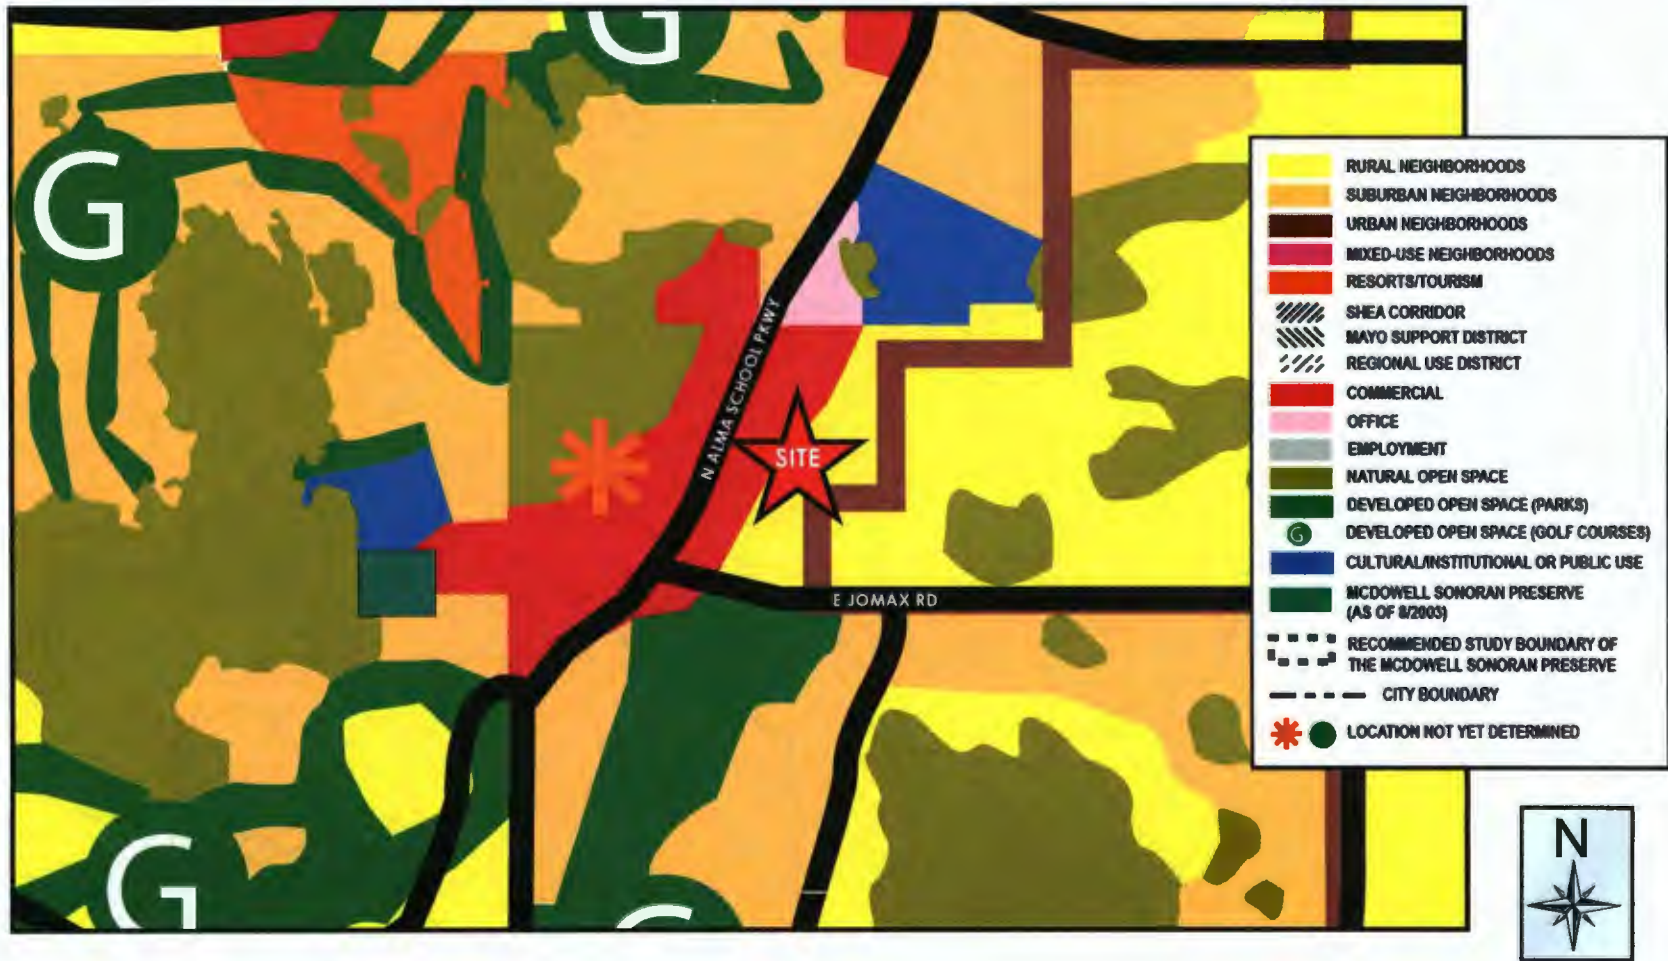 G
G
N ALMA SCHOOL PKWY
SITE
E JOMAX RD
G
G
RURAL NEIGHBORHOODS
SUBURBAN NEIGHBORHOODS
URBAN NEIGHBORHOODS
MIXED-USE NEIGHBORHOODS
RESORTS/TOURISM
SHEA CORRIDOR
MAYO SUPPORT DISTRICT
REGIONAL USE DISTRICT
COMMERCIAL
OFFICE
EMPLOYMENT
NATURAL OPEN SPACE
DEVELOPED OPEN SPACE (PARKS)
G DEVELOPED OPEN SPACE (GOLF COURSES)
CULTURAL/INSTITUTIONAL OR PUBLIC USE
MCDOWELL SONORAN PRESERVE
(AS OF 8/2003)
RECOMMENDED STUDY BOUNDARY OF
THE MCDOWELL SONORAN PRESERVE
CITY BOUNDARY
LOCATION NOT YET DETERMINED
N